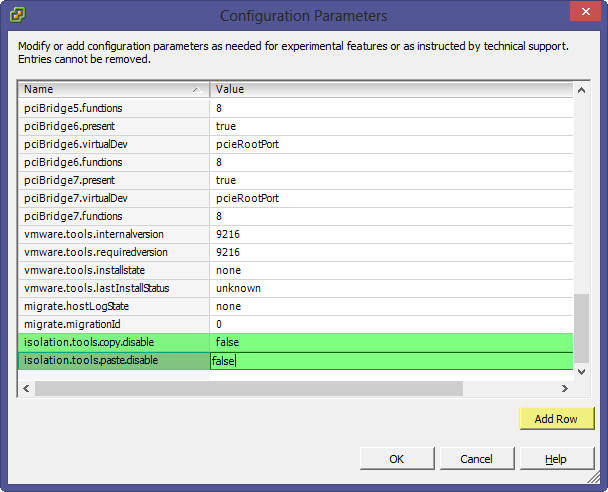 Configuration Parameters
Modify or add configuration parameters as needed for experimental features or as instructed by technical support.
Entries cannot be removed.
Name Value
pciBridge5.functions 8
pciBridge6.present true
pciBridge6.virtualDev pcieRootPort
pciBridge6.functions 8
pciBridge7.present true
pciBridge7.virtualDev pcieRootPort
pciBridge7.functions 8
vmware.tools.internalversion 9216
vmware.tools.requiredversion 9216
vmware.tools.installstate none
vmware.tools.lastInstallStatus unknown
migrate.hostLogState none
migrate.migrationId 0
isolation.tools.copy.disable false
isolation.tools.paste.disable false
Add Row
OK Cancel Help